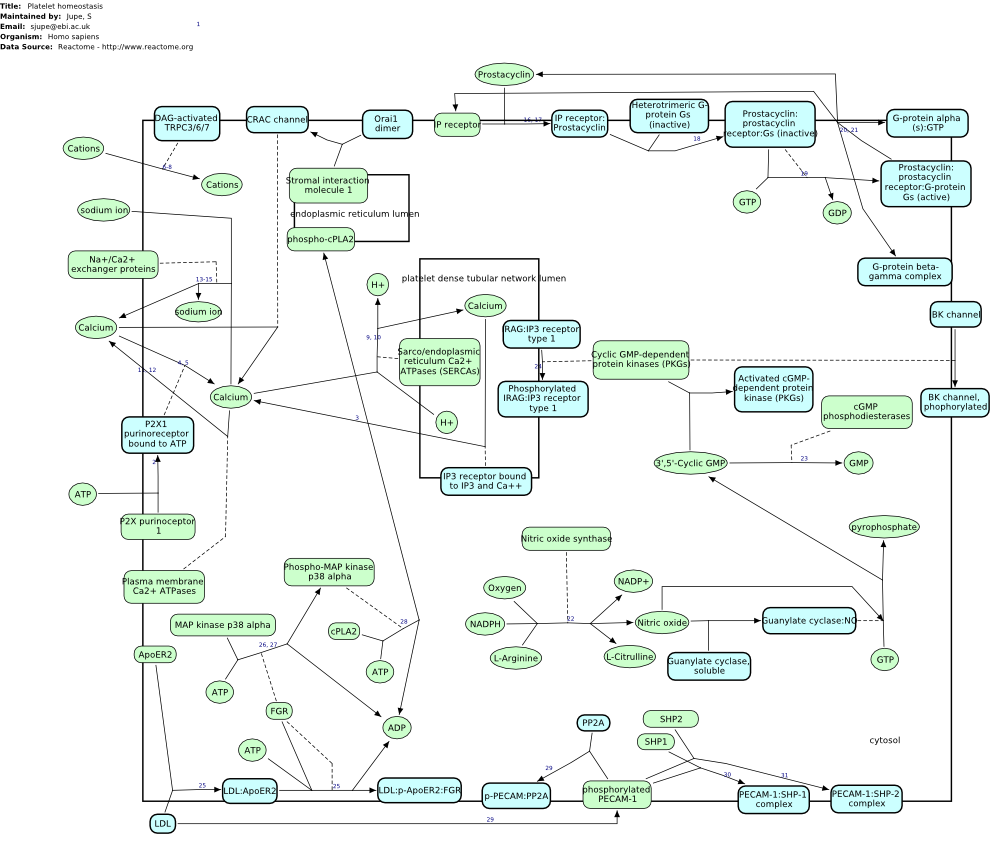 Title: Platelet homeostasis
Maintained by: Jupe, S
Email: sjupe@ebi.ac.uk
Organism: Homo sapiens
Data Source: Reactome - http://www.reactome.org
1
Prostacyclin
DAG-activated
TRPC3/6/7
CRAC channel
Orai1
dimer
IP receptor
16, 17
IP receptor:
Prostacyclin
Heterotrimeric G-
protein Gs
(inactive)
18
Prostacyclin:
prostacyclin
receptor:Gs (inactive)
20, 21
G-protein alpha
(s):GTP
Cations
6-8
Cations
Stromal interaction
molecule 1
19
GTP
GDP
Prostacyclin:
prostacyclin
receptor:G-protein
Gs (active)
sodium ion
endoplasmic reticulum lumen
phospho-cPLA2
Na+/Ca2+
exchanger proteins
13-15
sodium ion
H+
platelet dense tubular network lumen
G-protein beta-
gamma complex
Calcium
Calcium
BK channel
4, 5
11, 12
9, 10
Sarco/endoplasmic
reticulum Ca2+
ATPases (SERCAs)
IRAG:IP3 receptor
type 1
24
Cyclic GMP-dependent
protein kinases (PKGs)
Phosphorylated
IRAG:IP3 receptor
type 1
Activated cGMP-
dependent protein
kinase (PKGs)
BK channel,
phophorylated
Calcium
3
H+
cGMP
phosphodiesterases
P2X1
purinoreceptor
bound to ATP
2
3',5'-Cyclic GMP
23
GMP
ATP
IP3 receptor bound
to IP3 and Ca++
P2X purinoceptor
1
Nitric oxide synthase
pyrophosphate
Plasma membrane
Ca2+ ATPases
Phospho-MAP kinase
p38 alpha
Oxygen
NADP+
MAP kinase p38 alpha
cPLA2
28
NADPH
22
Nitric oxide
Guanylate cyclase:NO
26, 27
ApoER2
ATP
L-Arginine
L-Citrulline
Guanylate cyclase,
soluble
GTP
ATP
FGR
ADP
PP2A
SHP2
SHP1
cytosol
ATP
29
30
31
25
LDL:ApoER2
25
LDL:p-ApoER2:FGR
p-PECAM:PP2A
phosphorylated
PECAM-1
PECAM-1:SHP-1
complex
PECAM-1:SHP-2
complex
LDL
29